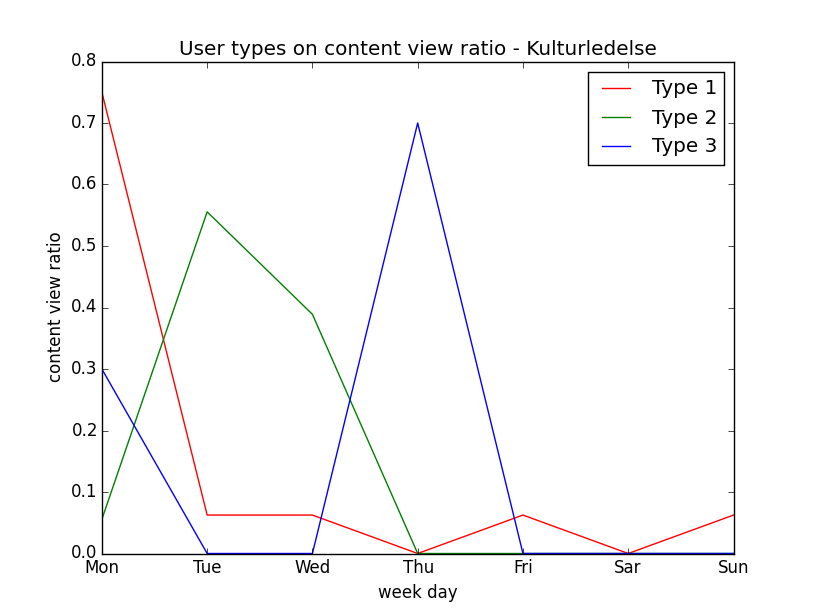 User types on content view ratio - Kulturledelse
0.8
0.7
0.6
0.5
0.4
0.3
0.2
0.1
0.0
content view ratio
Type 1
Type 2
Type 3
Mon Tue Wed Thu Fri Sar Sun
week day